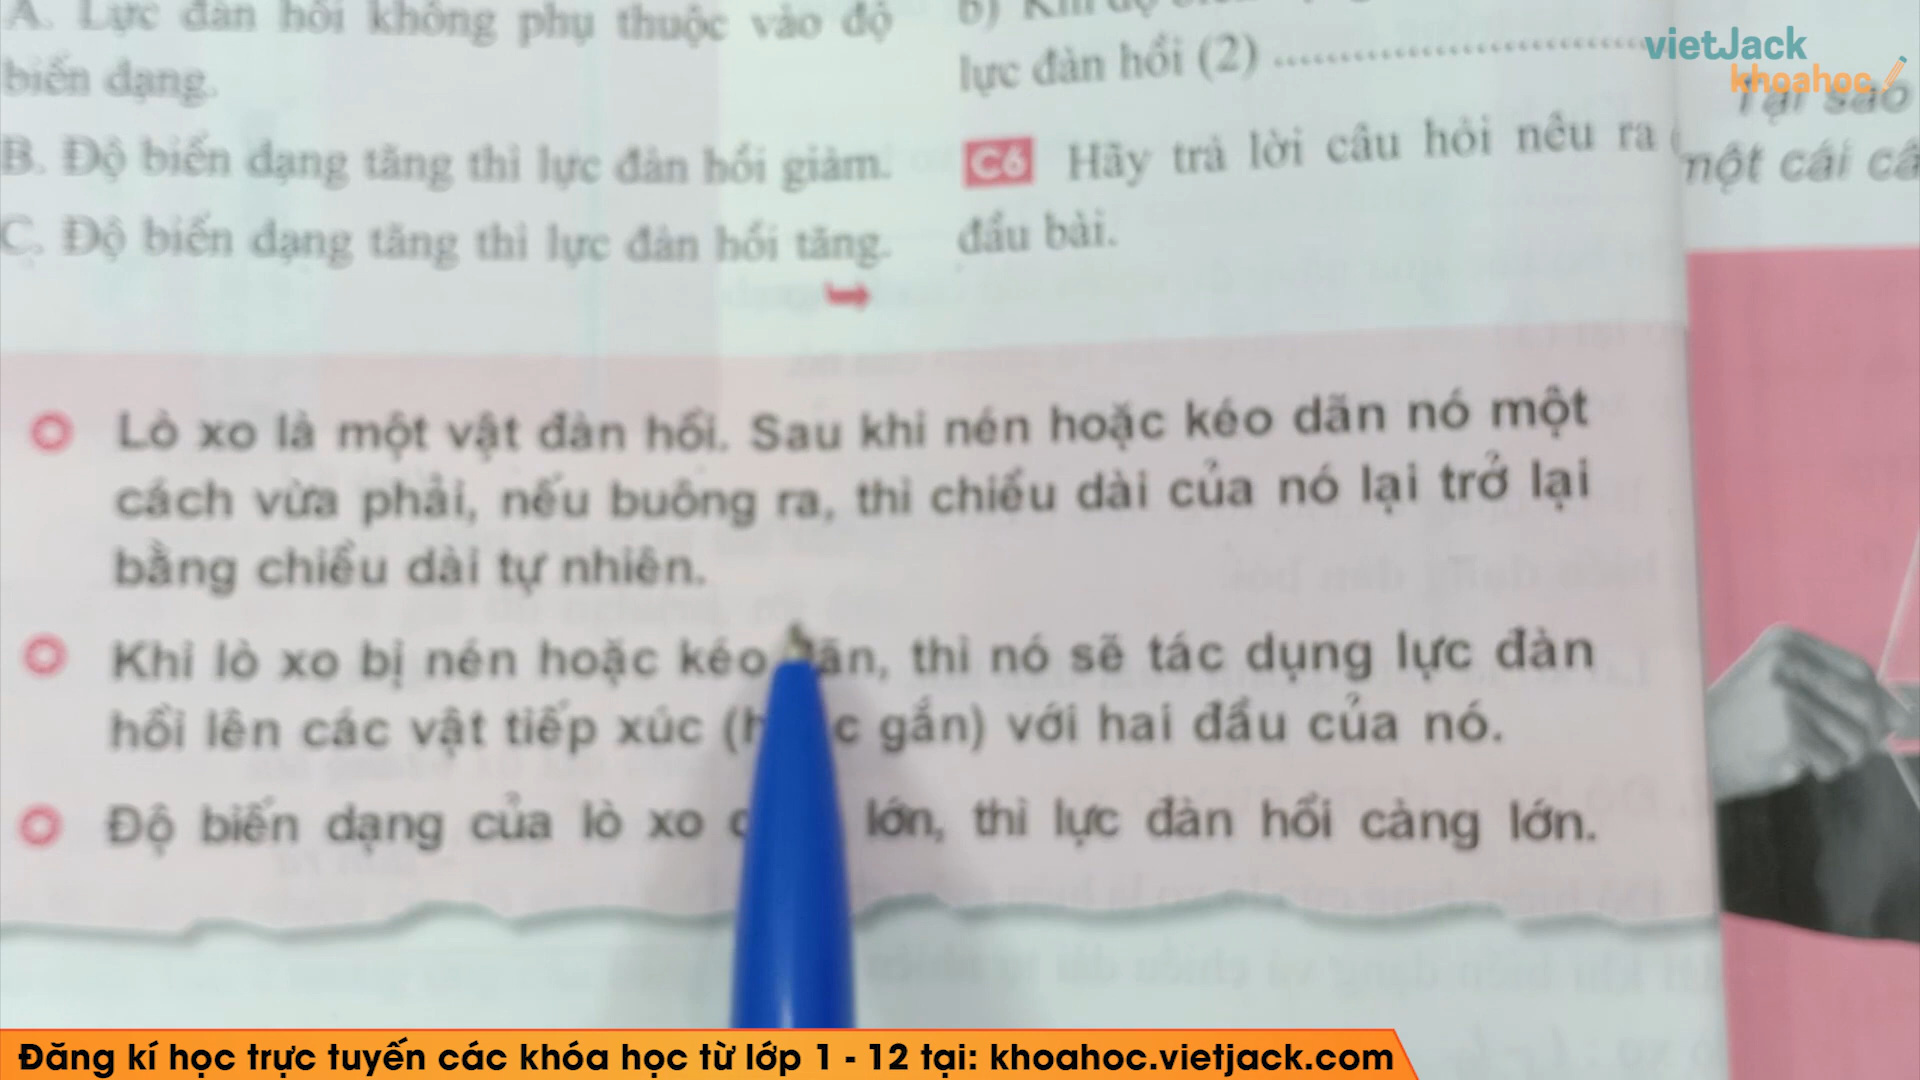 A. Lực đàn hồi không phụ thuộc vào độ
biến dạng.
B. Độ biến dạng tăng thì lực đàn hồi giảm.
C. Độ biến dạng tăng thì lực đàn hồi tăng.
lực đàn hồi (2) ........................
C6 Hãy trả lời câu hỏi nêu ra
đầu bài.
Lò xo là một vật đàn hồi. Sau khi nén hoặc kéo dãn nó một
cách vừa phải, nếu buông ra, thì chiều dài của nó lại trở lại
bằng chiều dài tự nhiên.
Khi lò xo bị nén hoặc kéo dãn, thì nó sẽ tác dụng lực đàn
hồi lên các vật tiếp xúc (hoặc gắn) với hai đầu của nó.
Độ biến dạng của lò xo càng lớn, thì lực đàn hồi càng lớn.
vietJack
khoahoc
Tại sao
một cái
Đăng kí học trực tuyến các khóa học từ lớp 1 - 12 tại: khoahoc.vietjack.com